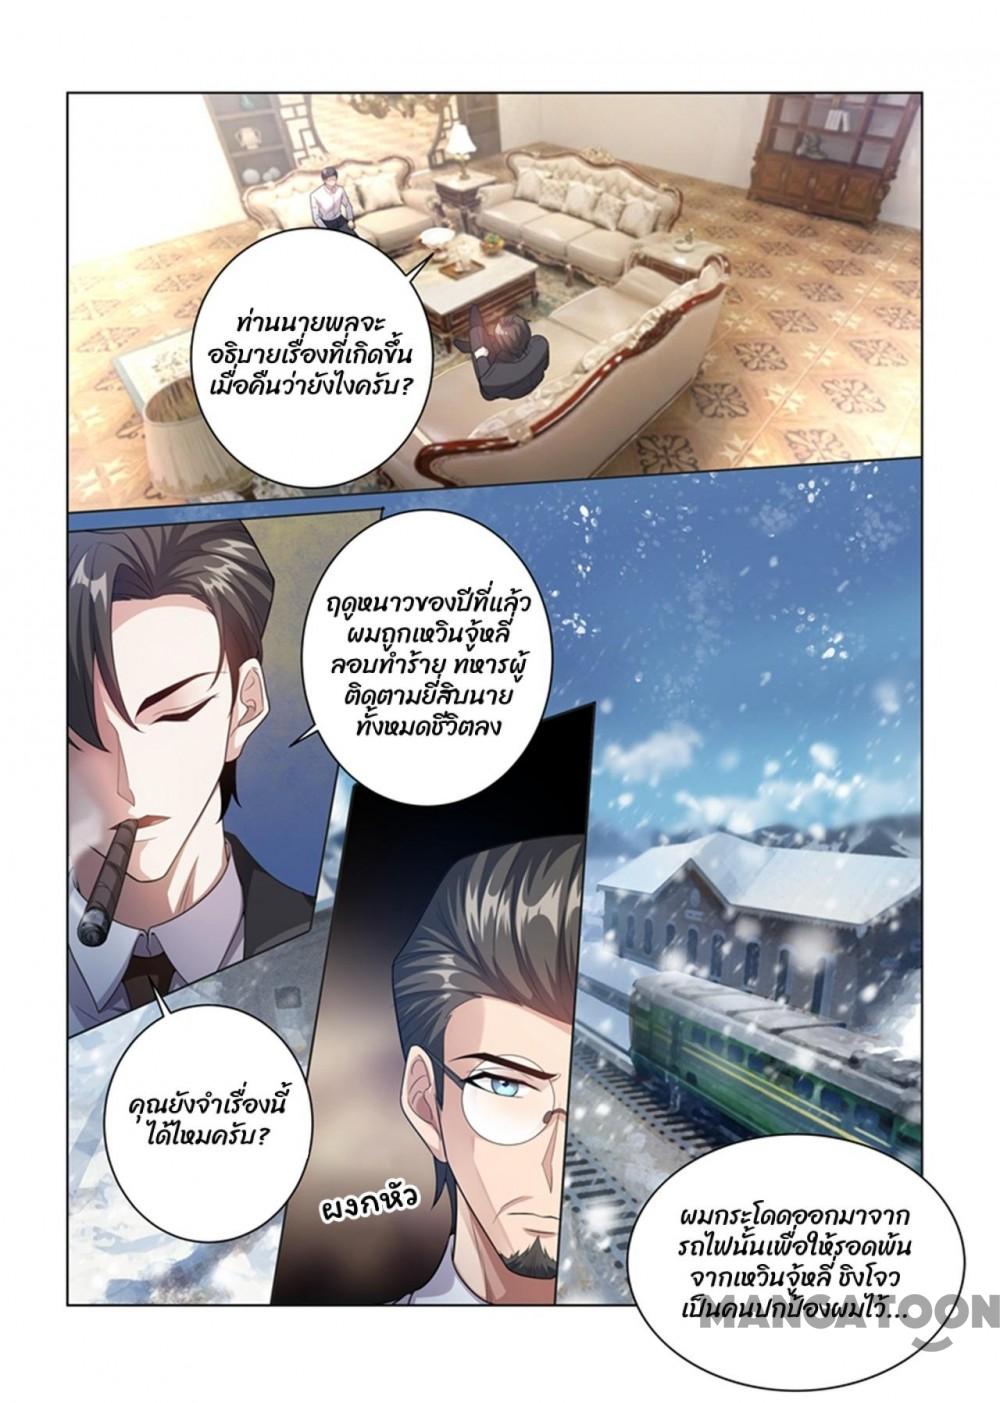 ท่านนายพลจะ
อธิบายเรื่องที่เกิดขึ้น
เมื่อคืนว่ายังไงครับ?
ฤดูหนาวของปีที่แล้ว
ผมถูกเหวินจู้หลี่
ลอบทำร้าย ทหารผู้
ติดตามยี่สิบนาย
ทั้งหมดชีวิตลง
คุณยังจำเรื่องนี้
ได้ไหมครับ?
ผงกหัว
ผมกระโดดออกมาจาก
รถไฟนั้นเพื่อให้รอดพ้น
จากเหวินจู้หลี่ ชิงโจว
เป็นคนปกป้องผมไว้...
MANGATOON